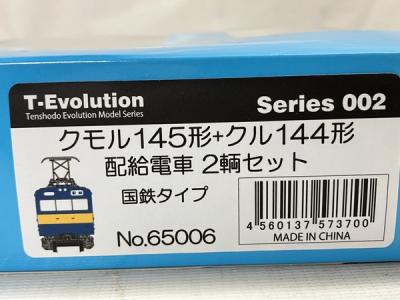 T-Evolution
Tenshodo Evolution Model Series
Series 002
クモル145形+クル144形
配給電車 2輌セット
国鉄タイプ
No.65006
4 560137 573700
MADE IN CHINA